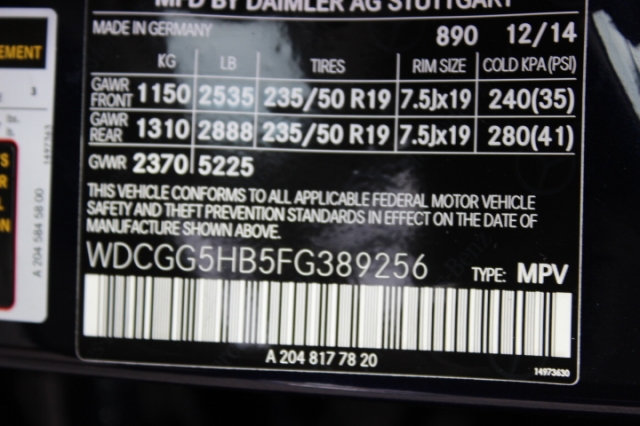 MFD BY DAIMLER AG STUTTGART
MADE IN GERMANY 890 12/14
KG LB TIRES RIM SIZE COLD KPA (PSI)
GAWR FRONT 1150 2535 235/50 R19 7.5Jx19 240(35)
GAWR REAR 1310 2888 235/50 R19 7.5Jx19 280(41)
GVWR 2370 5225
THIS VEHICLE CONFORMS TO ALL APPLICABLE FEDERAL MOTOR VEHICLE
SAFETY AND THEFT PREVENTION STANDARDS IN EFFECT ON THE DATE OF
MANUFACTURE SHOWN ABOVE.
WDCGG5HB5FG389256 TYPE: MPV
A 204 817 78 20
14973630
EMENT
3
A 204 584 58 00